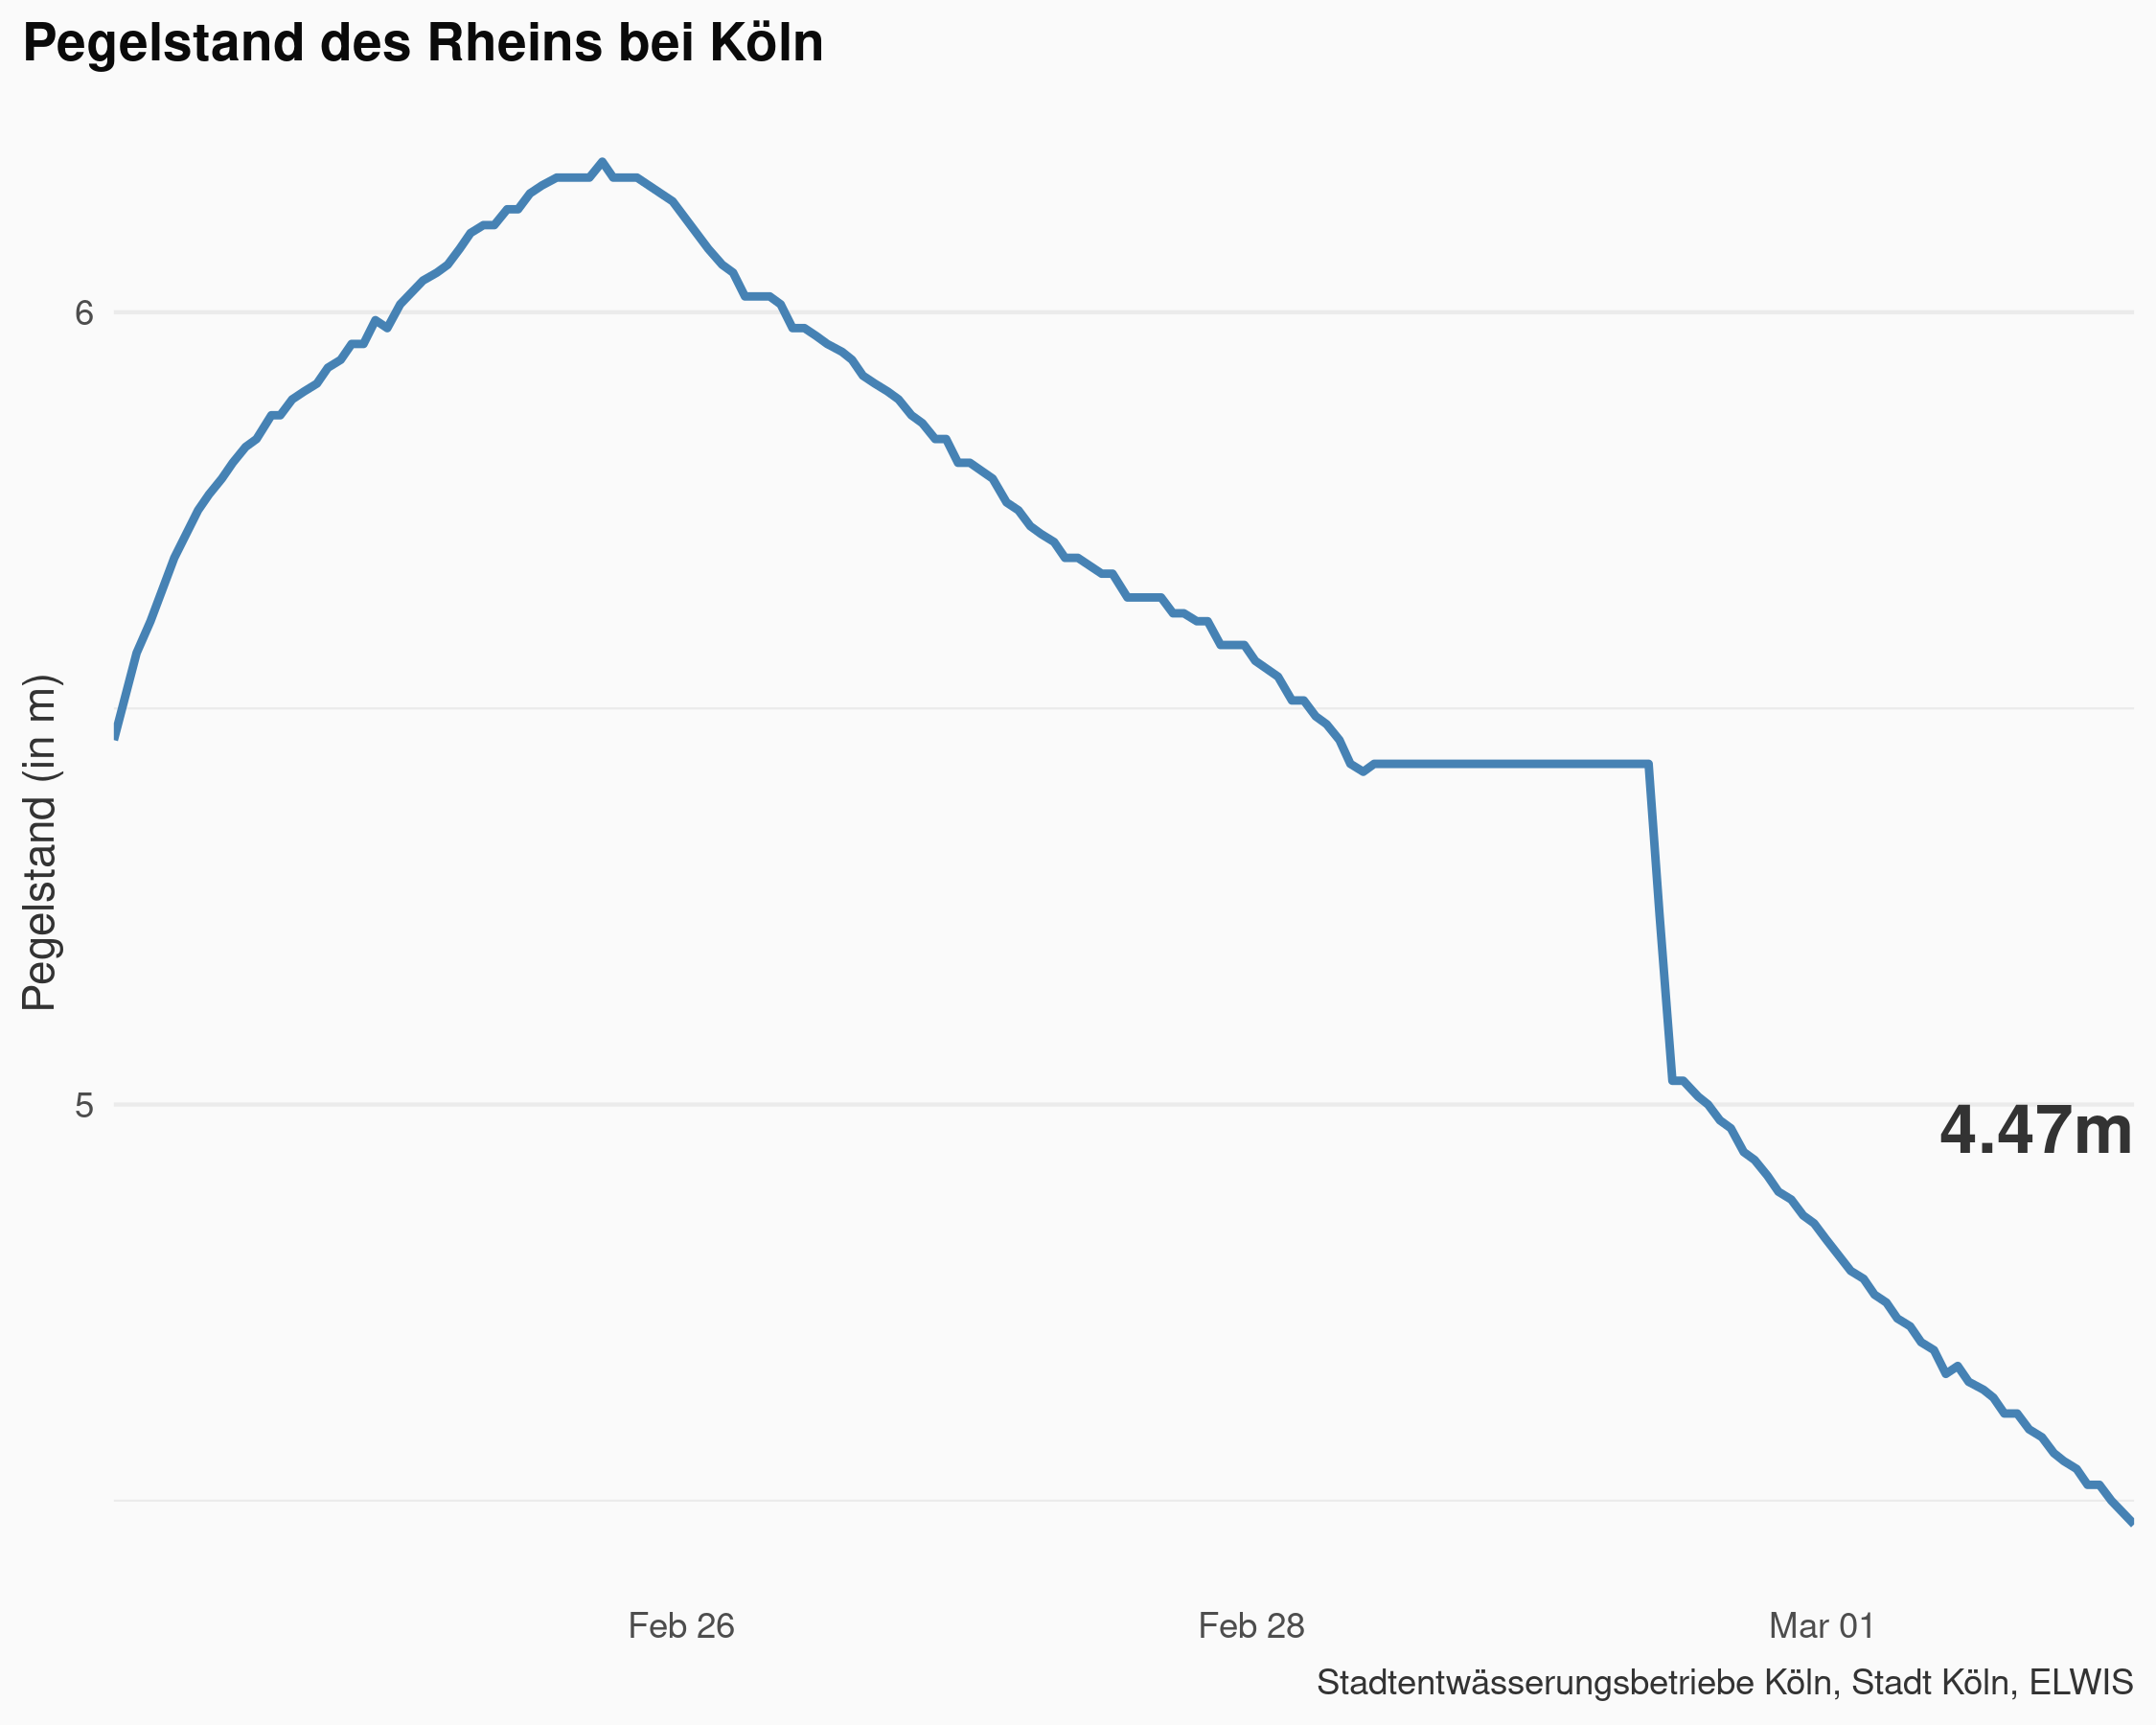 Pegelstand des Rheins bei Köln
Pegelstand (in m)
6
5
4.47m
Feb 26
Feb 28
Mar 01
Stadtentwässerungsbetriebe Köln, Stadt Köln, ELWIS